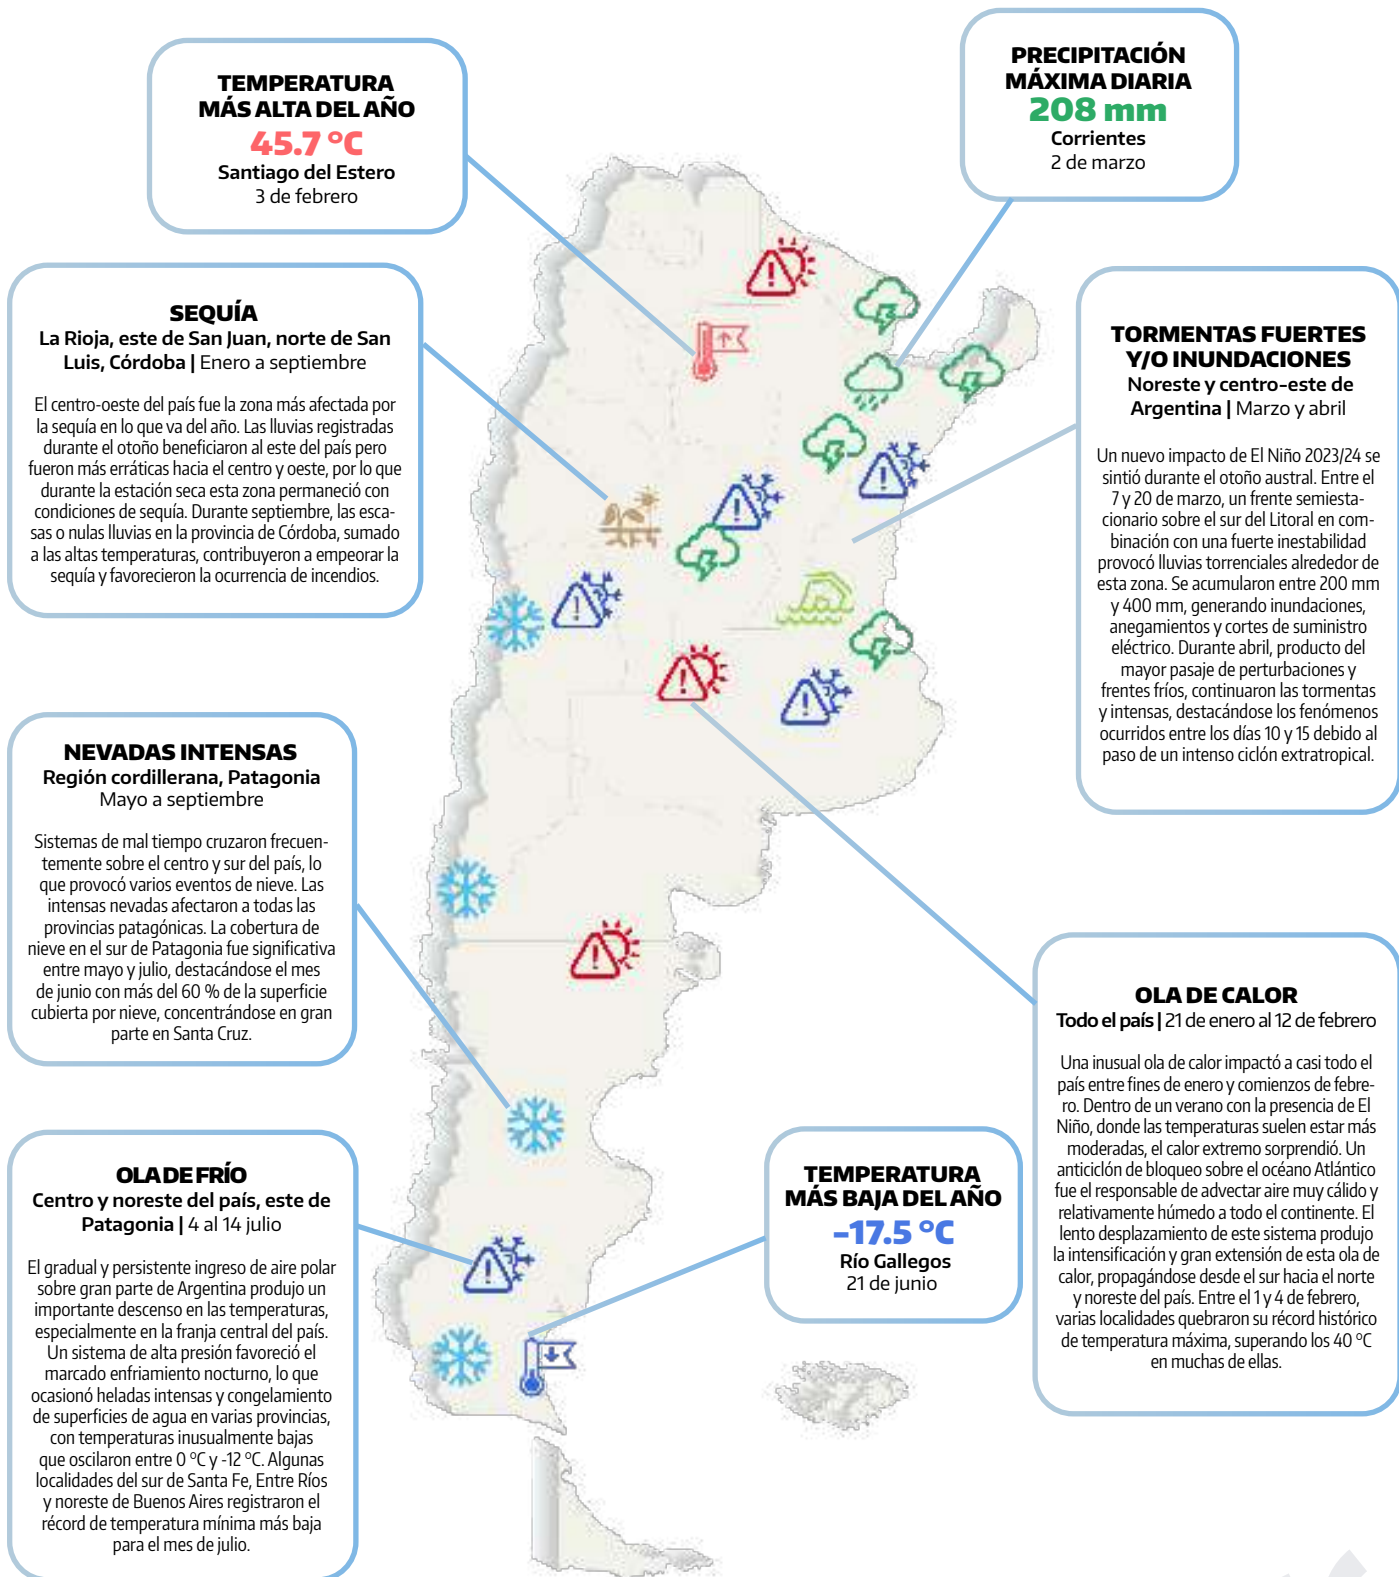 TEMPERATURA
MÁS ALTA DEL AÑO
45.7 °C
Santiago del Estero
3 de febrero
PRECIPITACIÓN
MÁXIMA DIARIA
208 mm
Corrientes
2 de marzo
SEQUÍA
La Rioja, este de San Juan, norte de San
Luis, Córdoba | Enero a septiembre
El centro-oeste del país fue la zona más afectada por
la sequía en lo que va del año. Las lluvias registradas
durante el otoño beneficiaron al este del país pero
fueron más erráticas hacia el centro y oeste, por lo que
durante la estación seca esta zona permaneció con
condiciones de sequía. Durante septiembre, las esca-
sas o nulas lluvias en la provincia de Córdoba, sumado
a las altas temperaturas, contribuyeron a empeorar la
sequía y favorecieron la ocurrencia de incendios.
TORMENTAS FUERTES
Y/O INUNDACIONES
Noreste y centro-este de
Argentina | Marzo y abril
Un nuevo impacto de El Niño 2023/24 se
sintió durante el otoño austral. Entre el
7 y 20 de marzo, un frente semiesta-
cionario sobre el sur del Litoral en com-
binación con una fuerte inestabilidad
provocó lluvias torrenciales alrededor de
esta zona. Se acumularon entre 200 mm
y 400 mm, generando inundaciones,
anegamientos y cortes de suministro
eléctrico. Durante abril, producto del
mayor pasaje de perturbaciones y
frentes fríos, continuaron las tormentas
y intensas, destacándose los fenómenos
ocurridos entre los días 10 y 15 debido al
paso de un intenso ciclón extratropical.
NEVADAS INTENSAS
Región cordillerana, Patagonia
Mayo a septiembre
Sistemas de mal tiempo cruzaron frecuen-
temente sobre el centro y sur del país, lo
que provocó varios eventos de nieve. Las
intensas nevadas afectaron a todas las
provincias patagónicas. La cobertura de
nieve en el sur de Patagonia fue significativa
entre mayo y julio, destacándose el mes
de junio con más del 60 % de la superficie
cubierta por nieve, concentrándose en gran
parte en Santa Cruz.
OLA DE CALOR
Todo el país | 21 de enero al 12 de febrero
Una inusual ola de calor impactó a casi todo el
país entre fines de enero y comienzos de febre-
ro. Dentro de un verano con la presencia de El
Niño, donde las temperaturas suelen estar más
moderadas, el calor extremo sorprendió. Un
anticiclón de bloqueo sobre el océano Atlántico
fue el responsable de advectar aire muy cálido y
relativamente húmedo a todo el continente. El
lento desplazamiento de este sistema produjo
la intensificación y gran extensión de esta ola de
calor, propagándose desde el sur hacia el norte
y noreste del país. Entre el 1 y 4 de febrero,
varias localidades quebraron su récord histórico
de temperatura máxima, superando los 40 °C
en muchas de ellas.
OLA DE FRÍO
Centro y noreste del país, este de
Patagonia | 4 al 14 julio
El gradual y persistente ingreso de aire polar
sobre gran parte de Argentina produjo un
importante descenso en las temperaturas,
especialmente en la franja central del país.
Un sistema de alta presión favoreció el
marcado enfriamiento nocturno, lo que
ocasionó heladas intensas y congelamiento
de superficies de agua en varias provincias,
con temperaturas inusualmente bajas
que oscilaron entre 0 °C y -12 °C. Algunas
localidades del sur de Santa Fe, Entre Ríos
y noreste de Buenos Aires registraron el
récord de temperatura mínima más baja
para el mes de julio.
TEMPERATURA
MÁS BAJA DEL AÑO
-17.5 °C
Río Gallegos
21 de junio